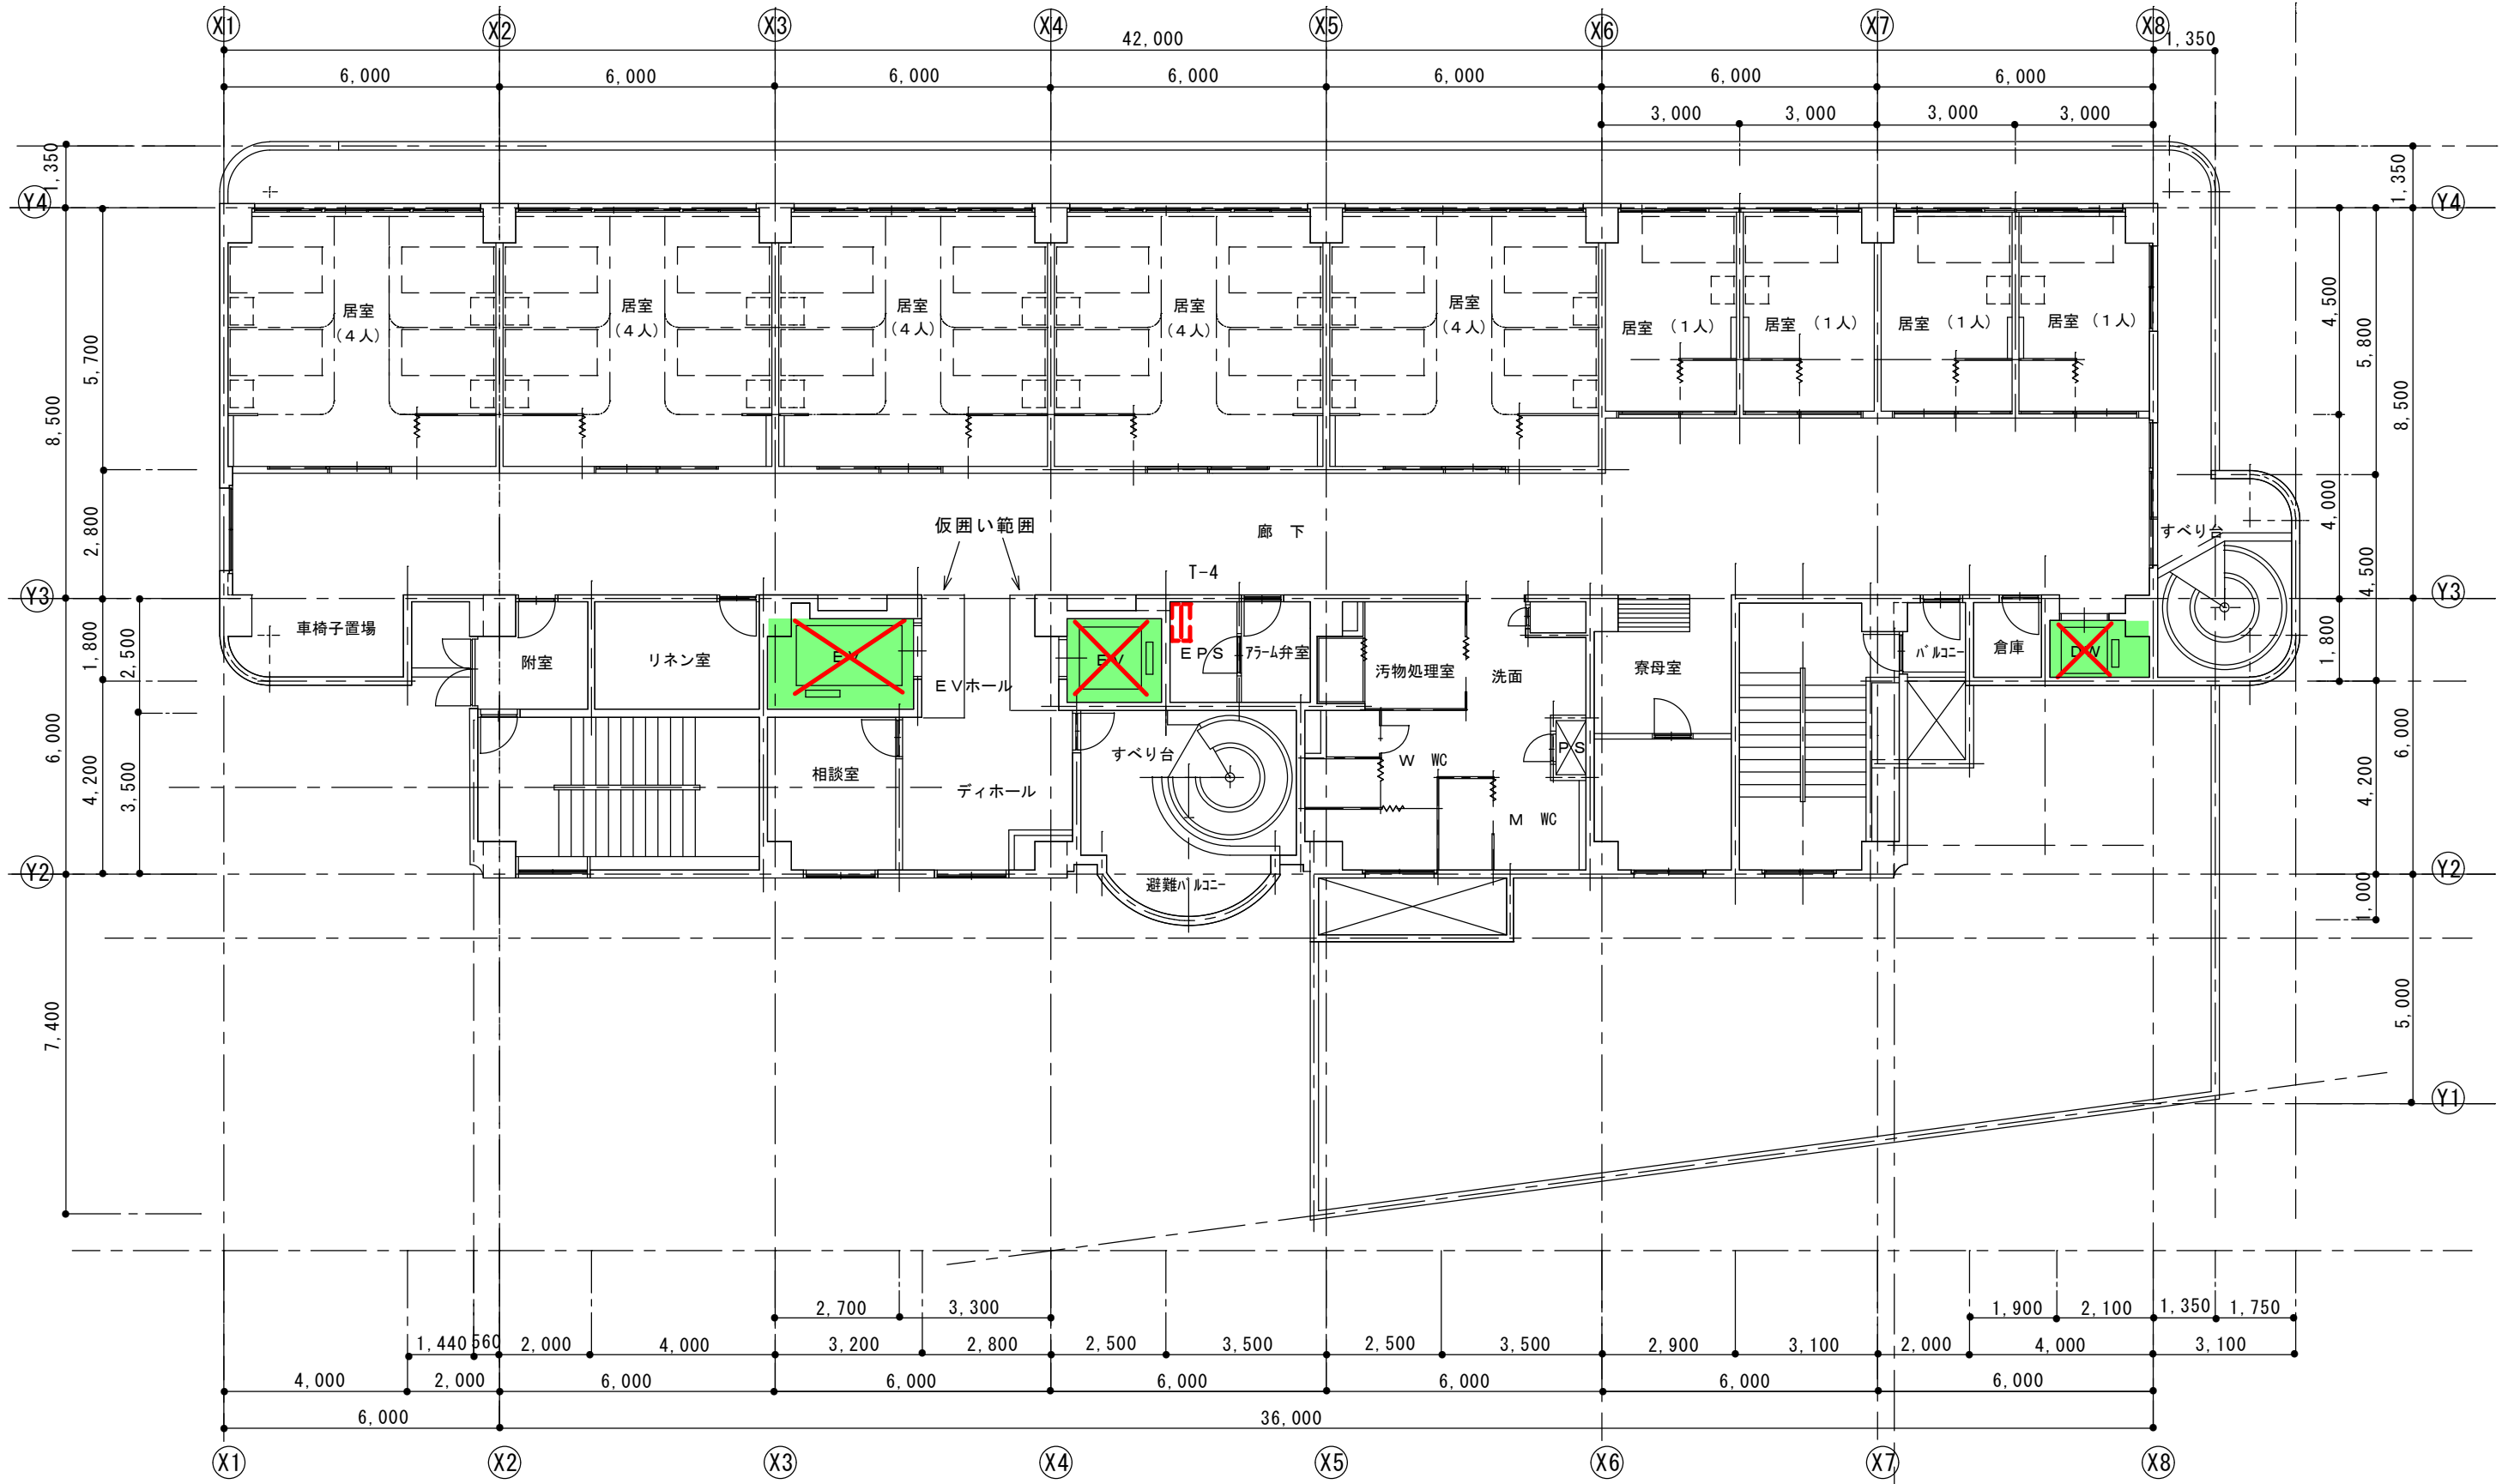 X1 X2 X3 X4 X5 X6 X7 X8
42,000 1,350
6,000 6,000 6,000 6,000 6,000 6,000 6,000
3,000 3,000 3,000 3,000
1,350
1,350
Y4
Y4
居室
(4人)
居室
(4人)
居室
(4人)
居室
(4人)
居室
(4人)
居室 (1人)
居室 (1人)
居室 (1人)
居室 (1人)
5,700
8,500
2,800
4,500
5,800
8,500
4,000
4,500
仮囲い範囲
廊 下
すべり台
T-4
Y3
Y3
車椅子置場
附室
リネン室
EV
EVホール
EV
EPS
アラーム弁室
汚物処理室
洗面
寮母室
バルコニー
倉庫
DW
1,800
2,500
1,800
6,000
4,200
3,500
6,000
4,200
相談室
ディホール
すべり台
W WC
PS
M WC
避難バルコニー
Y2
Y2
1,000
7,400
5,000
Y1
2,700 3,300 1,900 2,100 1,350 1,750
1,440 560 2,000 4,000 3,200 2,800 2,500 3,500 2,500 3,500 2,900 3,100 2,000 4,000 3,100
4,000 2,000 6,000 6,000 6,000 6,000 6,000 6,000
6,000 36,000
X1 X2 X3 X4 X5 X6 X7 X8